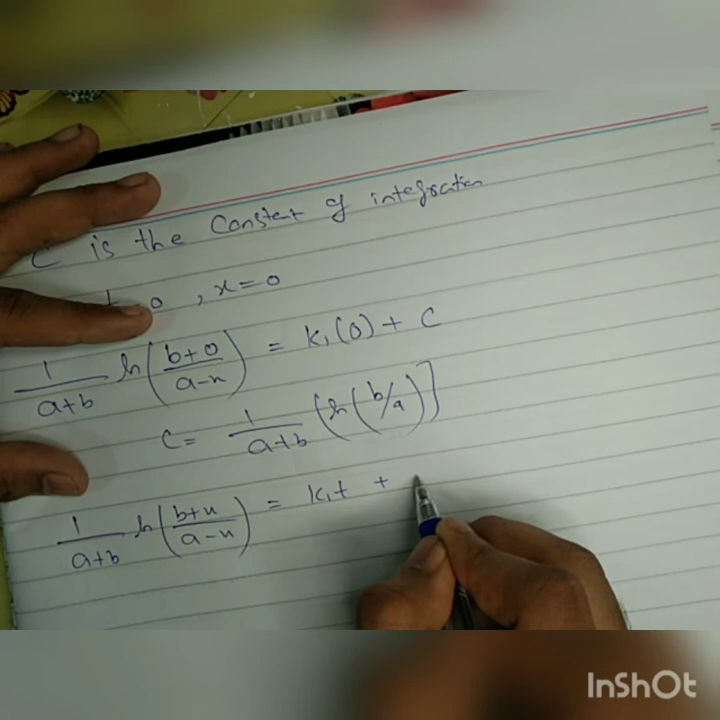 C is the Constant of integration
t = 0 , x = 0
1/(a+b) ln((b+0)/(a-x)) = k₁(0) + C
C = 1/(a+b) [ln(b/a)]
1/(a+b) ln((b+x)/(a-x)) = k₁t +
InShOt